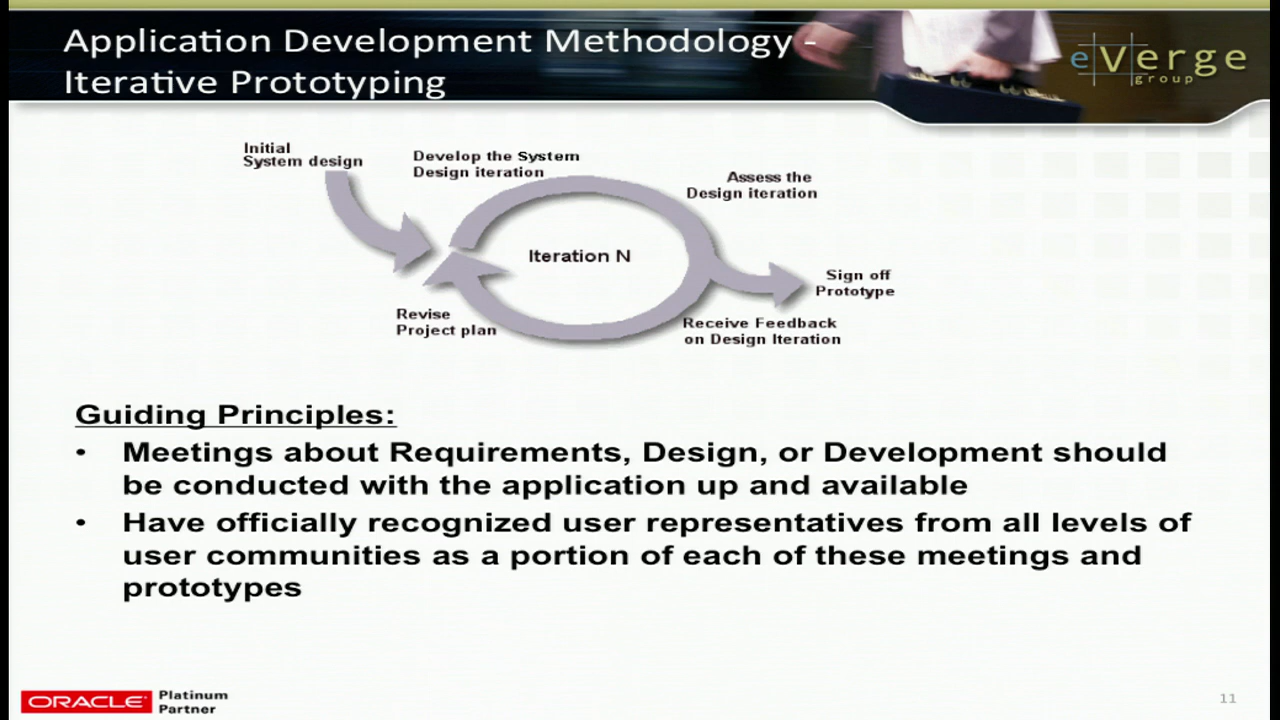 Application Development Methodology -
Iterative Prototyping
eVerge
group
Initial
System design
Develop the System
Design iteration
Assess the
Design iteration
Iteration N
Sign off
Prototype
Revise
Project plan
Receive Feedback
on Design Iteration
Guiding Principles:
• Meetings about Requirements, Design, or Development should
be conducted with the application up and available
• Have officially recognized user representatives from all levels of
user communities as a portion of each of these meetings and
prototypes
ORACLE Platinum
Partner
11